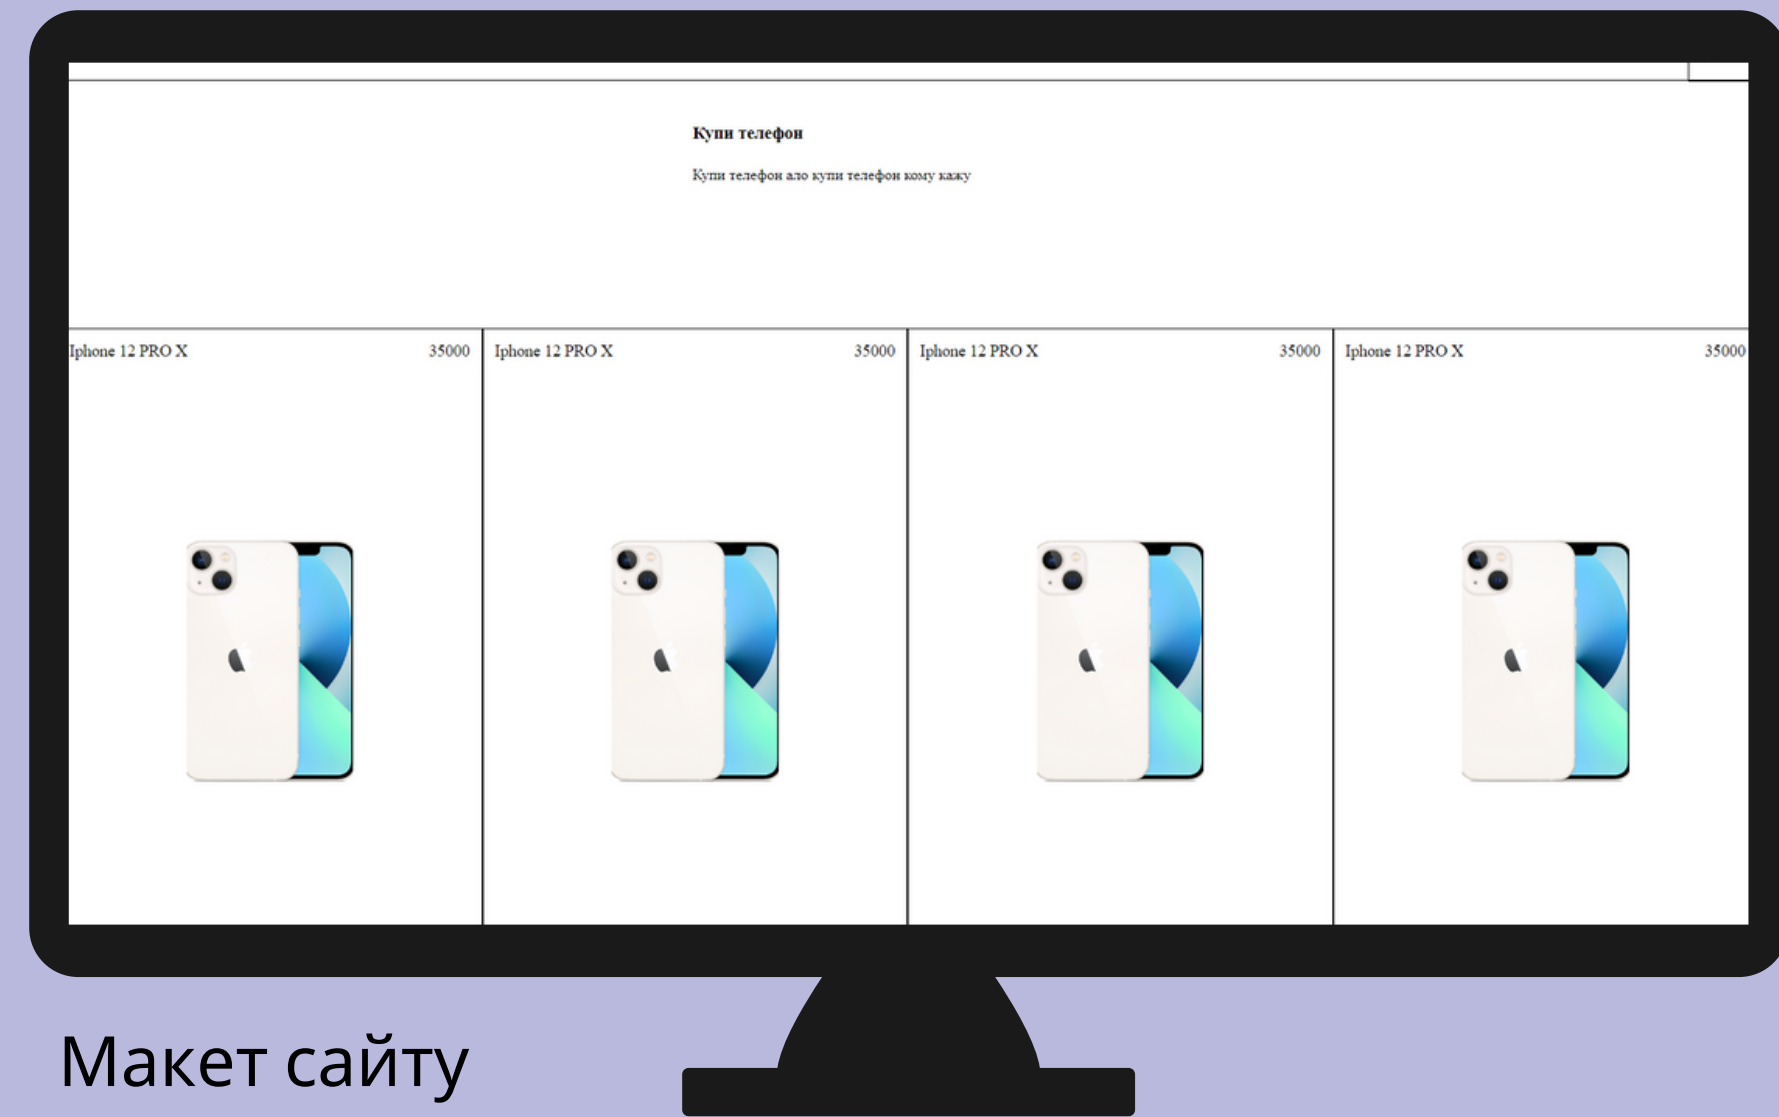 Купи телефон
Купи телефон ало купи телефон кому кажу
Iphone 12 PRO X 35000 Iphone 12 PRO X 35000 Iphone 12 PRO X 35000 Iphone 12 PRO X 35000
Макет сайту